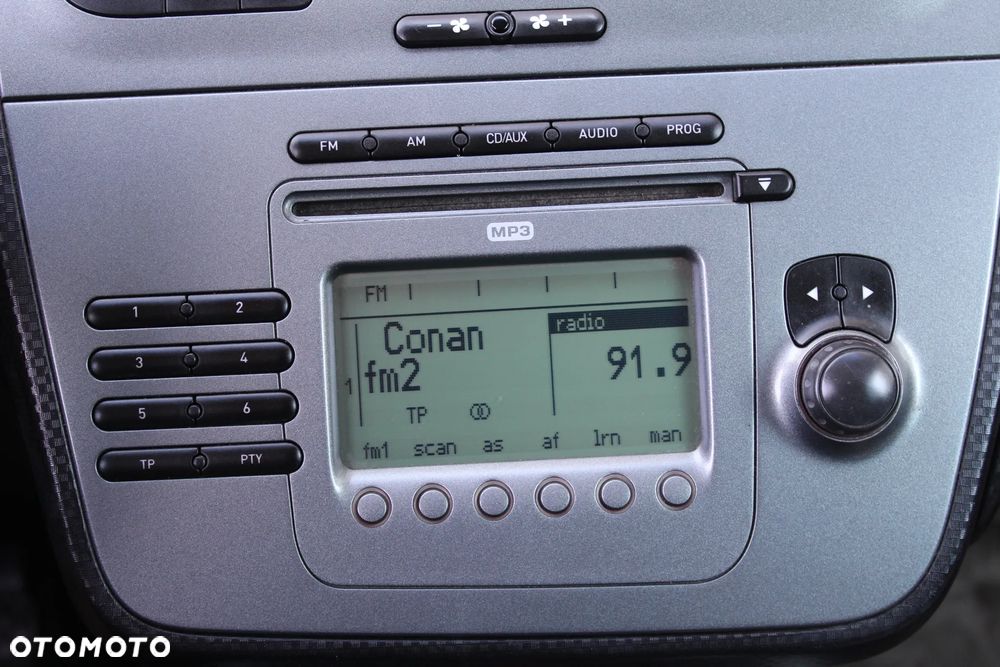 − +
FM AM CD/AUX AUDIO PROG
MP3
FM
Conan
radio
1 fm2
91.9
TP
fm1 scan as af lrn man
1 2
3 4
5 6
TP PTY
OTOMOTO